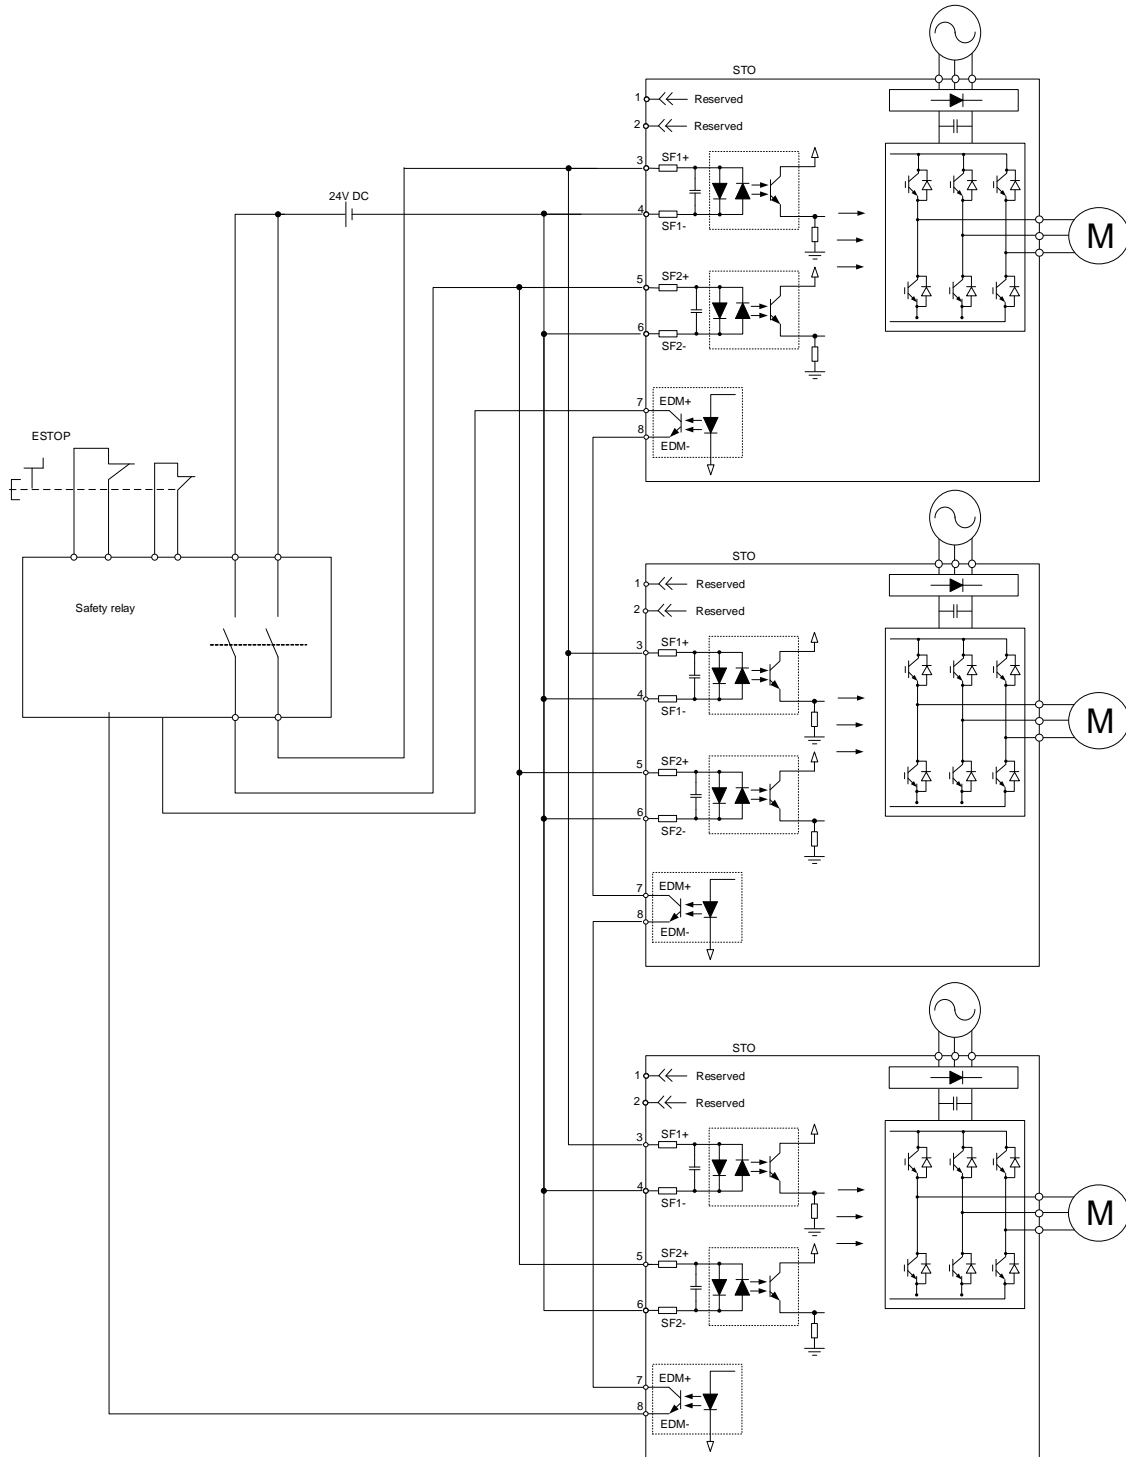 STO
1 Reserved
2 Reserved
3 SF1+
24V DC
4
SF1-
5 SF2+
6
SF2-
7 EDM+
8
EDM-
M
ESTOP
Safety relay
STO
1 Reserved
2 Reserved
3 SF1+
4
SF1-
5 SF2+
6
SF2-
7 EDM+
8
EDM-
M
STO
1 Reserved
2 Reserved
3 SF1+
4
SF1-
5 SF2+
6
SF2-
7 EDM+
8
EDM-
M